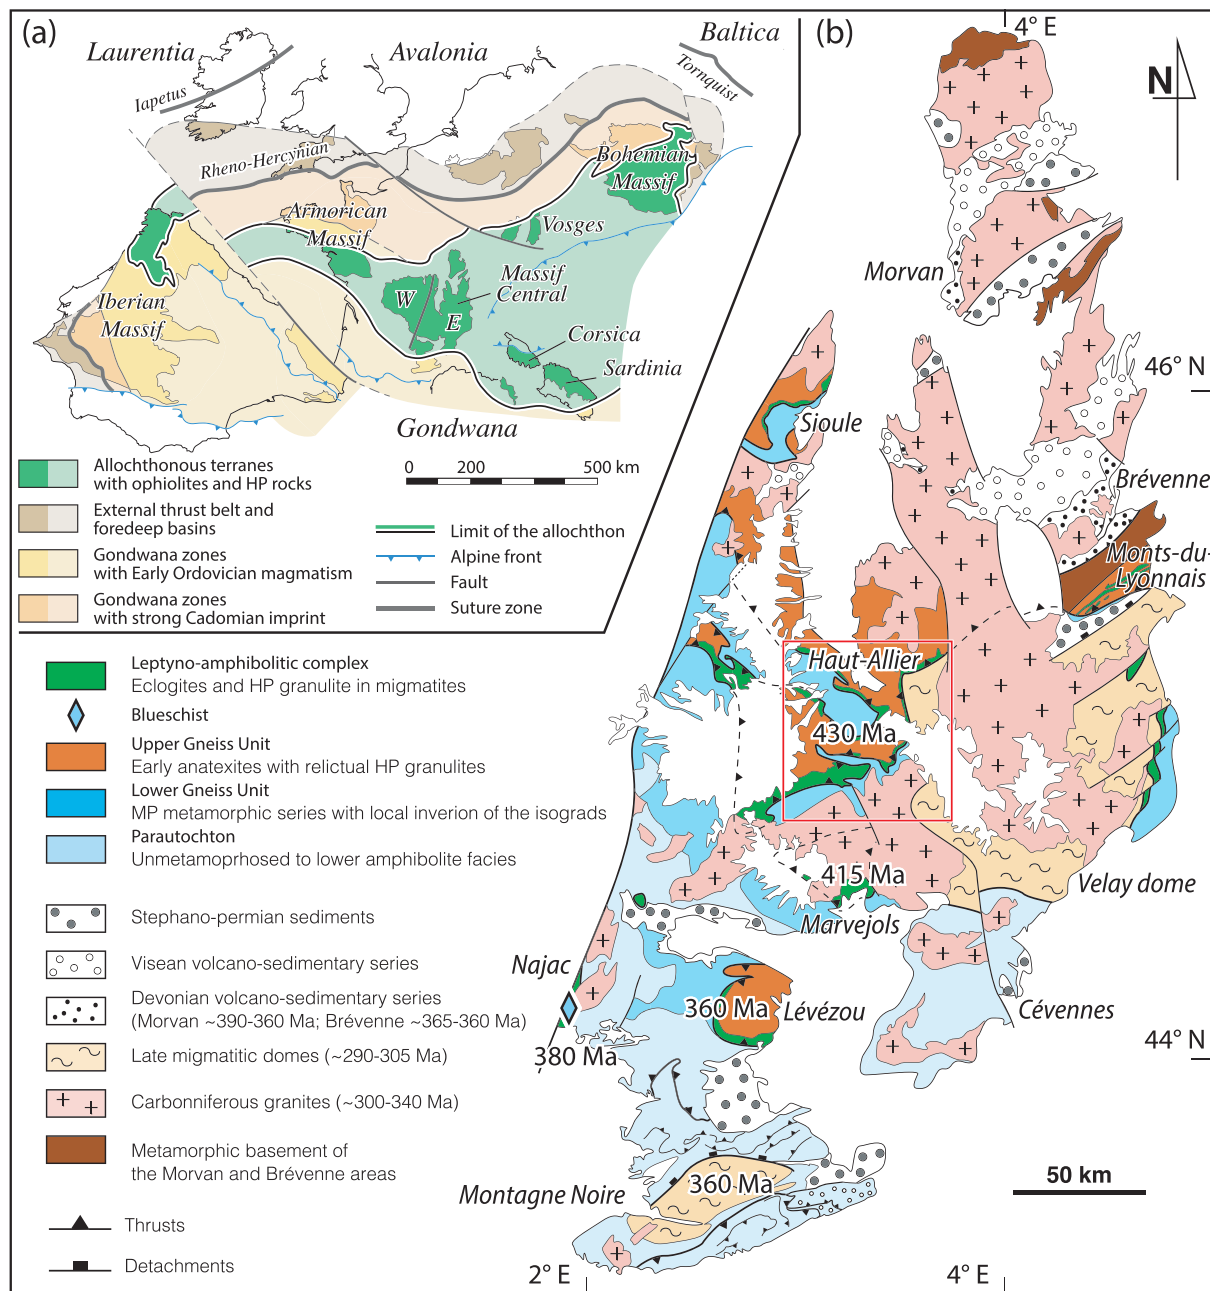 (a)
Laurentia
Avalonia
Baltica
Iapetus
Tornquist
Rheno-Hercynian
Bohemian
Massif
Armorican
Massif
Vosges
Massif
Central
W
E
Iberian
Massif
Corsica
Sardinia
Gondwana
0 200 500 km
Allochthonous terranes
with ophiolites and HP rocks
External thrust belt and
foredeep basins
Gondwana zones
with Early Ordovician magmatism
Gondwana zones
with strong Cadomian imprint
Limit of the allochthon
Alpine front
Fault
Suture zone
(b)
4° E
N
Morvan
46° N
Sioule
Brévenne
Monts-du-
Lyonnais
Haut-Allier
430 Ma
415 Ma
Velay dome
Marvejols
Najac
360 Ma
Lévézou
Cévennes
380 Ma
44° N
360 Ma
Montagne Noire
50 km
2° E
4° E
Leptyno-amphibolitic complex
Eclogites and HP granulite in migmatites
Blueschist
Upper Gneiss Unit
Early anatexites with relictual HP granulites
Lower Gneiss Unit
MP metamorphic series with local inverion of the isograds
Parautochton
Unmetamoprhosed to lower amphibolite facies
Stephano-permian sediments
Visean volcano-sedimentary series
Devonian volcano-sedimentary series
(Morvan ~390-360 Ma; Brévenne ~365-360 Ma)
Late migmatitic domes (~290-305 Ma)
Carbonniferous granites (~300-340 Ma)
Metamorphic basement of
the Morvan and Brévenne areas
Thrusts
Detachments